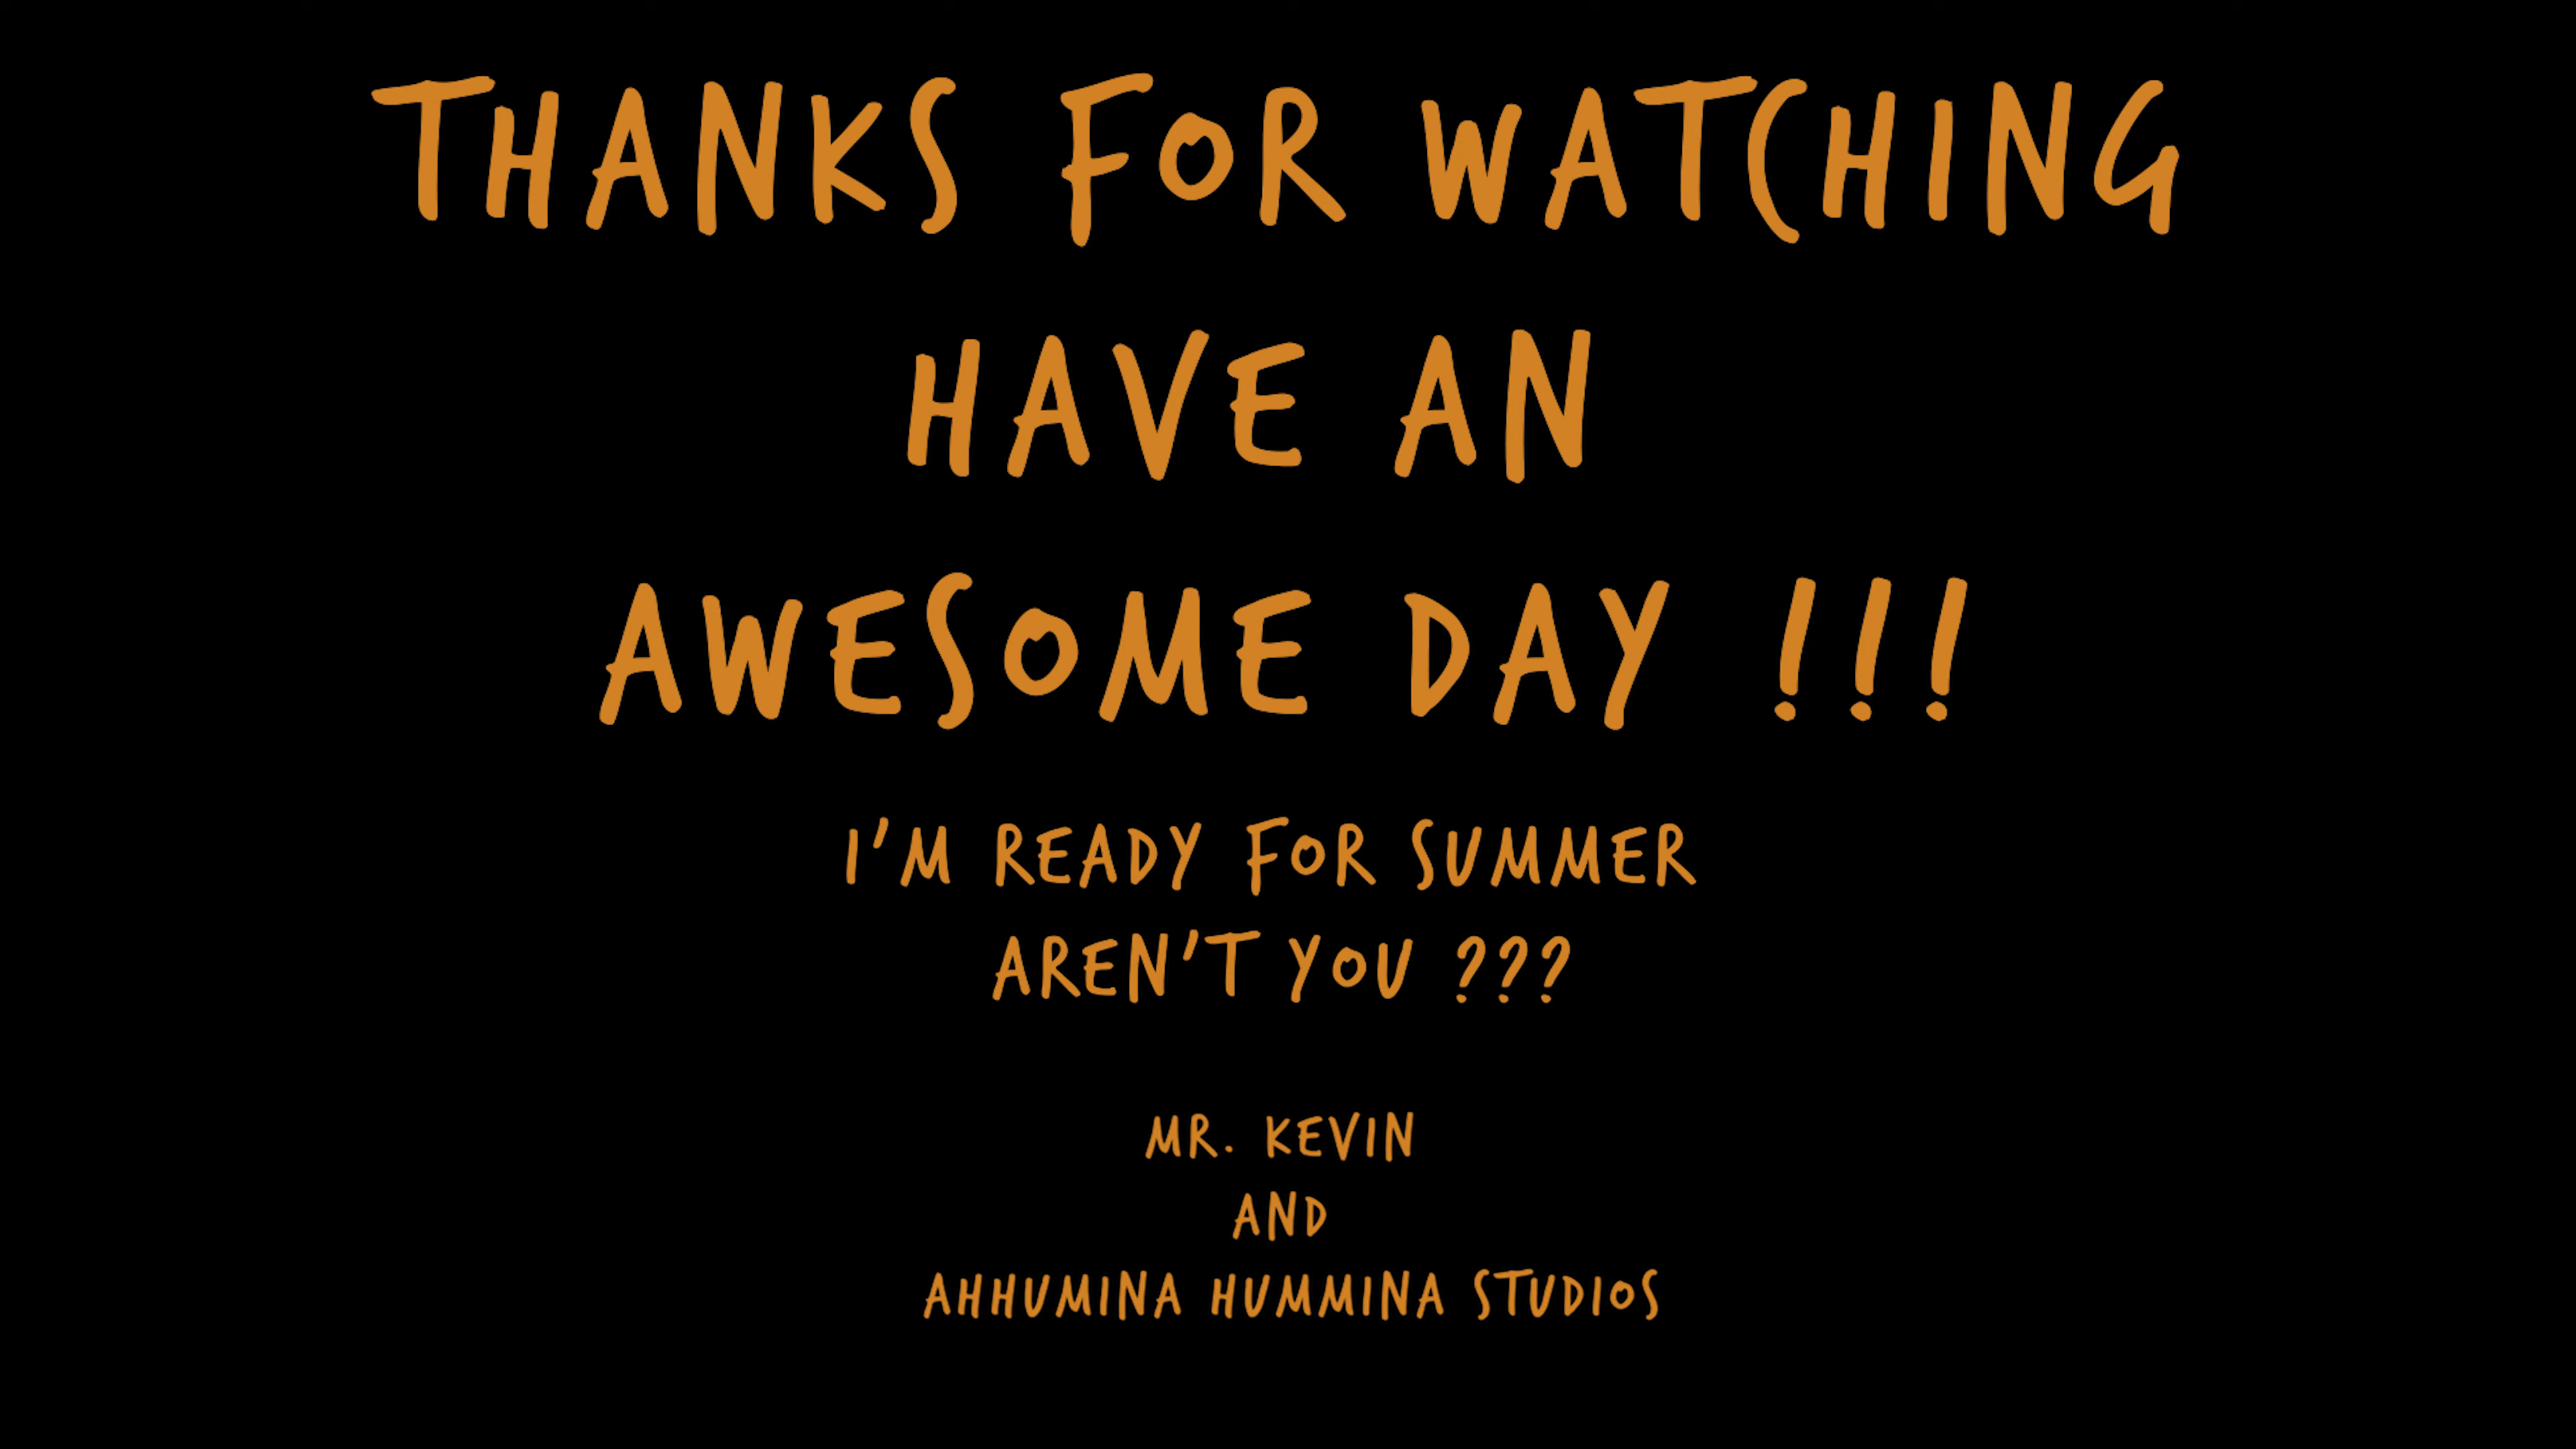 THANKS FOR WATCHING
HAVE AN
AWESOME DAY !!!
I'M READY FOR SUMMER
AREN'T YOU ???
MR. KEVIN
AND
AHHUMINA HUMMINA STUDIOS